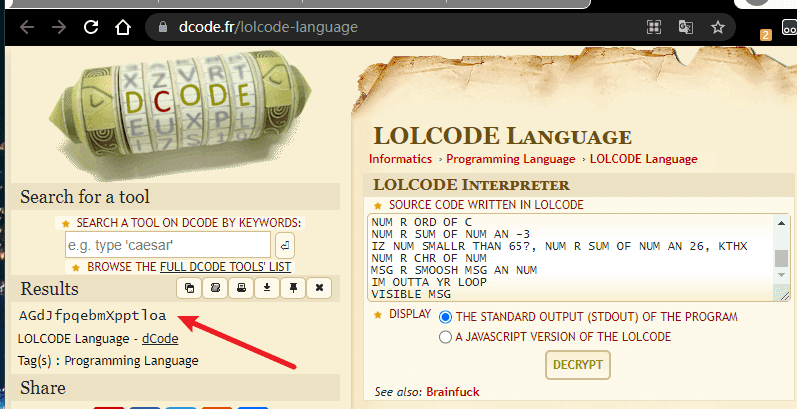 dcode.fr/lolcode-language
2
DCODE
Search for a tool
SEARCH A TOOL ON DCODE BY KEYWORDS:
e.g. type 'caesar'
BROWSE THE FULL DCODE TOOLS' LIST
Results
AGdJfpqebmXpptloa
LOLCODE Language - dCode
Tag(s) : Programming Language
Share
LOLCODE Language
Informatics › Programming Language › LOLCODE Language
LOLCODE Interpreter
SOURCE CODE WRITTEN IN LOLCODE
NUM R ORD OF C
NUM R SUM OF NUM AN -3
IZ NUM SMALLR THAN 65?, NUM R SUM OF NUM AN 26, KTHX
NUM R CHR OF NUM
MSG R SMOOSH MSG AN NUM
IM OUTTA YR LOOP
VISIBLE MSG
DISPLAY THE STANDARD OUTPUT (STDOUT) OF THE PROGRAM
A JAVASCRIPT VERSION OF THE LOLCODE
DECRYPT
See also: Brainfuck